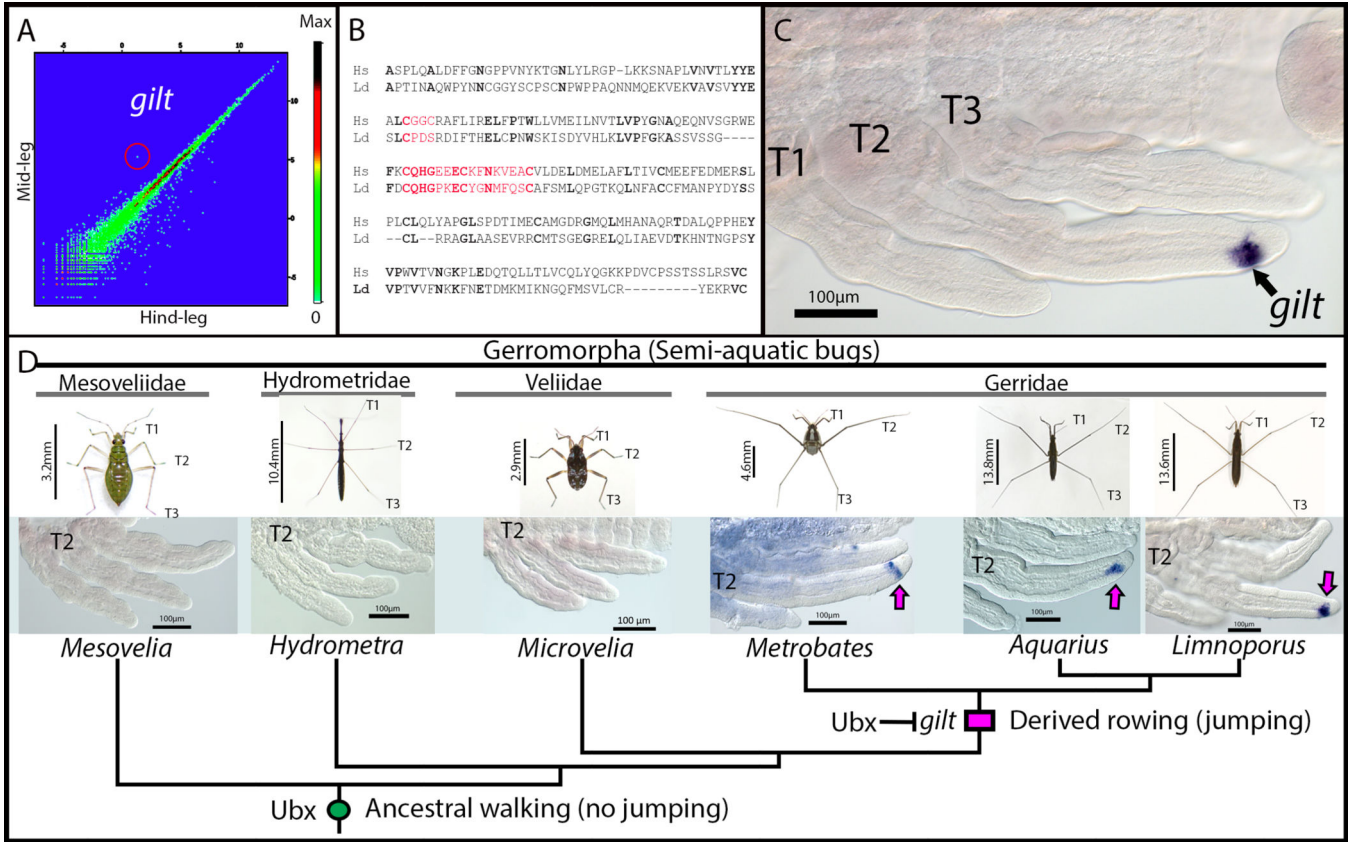 A
Max
-5
0
5
10
gilt
10
5
0
-5
Mid-leg
Hind-leg
0
B
Hs ASPLQALDFFGNGPPVNYKTGNLYLRGP-LKKSNAPLVNVTLYYE
Ld APTINAQWPYNNCGGYSCPSCNPWPPAQNNMQEKVEKVAVSVYYE
Hs ALCGGCRAFLIRELFPTWLLVMEILNVTLVPYGNAQEQNVSGRWE
Ld SLCPDSRDIFTHELCPNWSKISDYVHLKLVPFGKASSVSSG----
Hs FKCQHGEEECKFNKVEACVLDELDMELAFLTIVCMEEFEDMERSL
Ld FDCQHGPKECYGNMFQSCAFSMLQPGTKQLNFACCFMANPYDYSS
Hs PLCLQLYAPGLSPDTIMECAMGDRGMQLMHANAQRTDALQPPHEY
Ld -CL--RRAGLAASEVRRCMTSGEGRELQLIAEVDTKHNTNGPSY
Hs VPWVTVNGKPLEDQTQLLTLVCQLYQGKKPDVCPSSTSSLRSVC
Ld VPTVVFNKKFNETDMKMIKNGQFMSVLCR---------YEKRVC
C
T1
T2
T3
100µm
gilt
D
Gerromorpha (Semi-aquatic bugs)
Mesoveliidae Hydrometridae Veliidae Gerridae
3.2mm
T1
T2
T3
10.4mm
T1
T2
T3
2.9mm
T1
T2
T3
4.6mm
T1
T2
T3
13.8mm
T1
T2
T3
13.6mm
T1
T2
T3
T2
100µm
T2
100µm
T2
100 µm
T2
100µm
T2
100µm
T2
100µm
Mesovelia Hydrometra Microvelia Metrobates Aquarius Limnoporus
Ubx gilt Derived rowing (jumping)
Ubx Ancestral walking (no jumping)